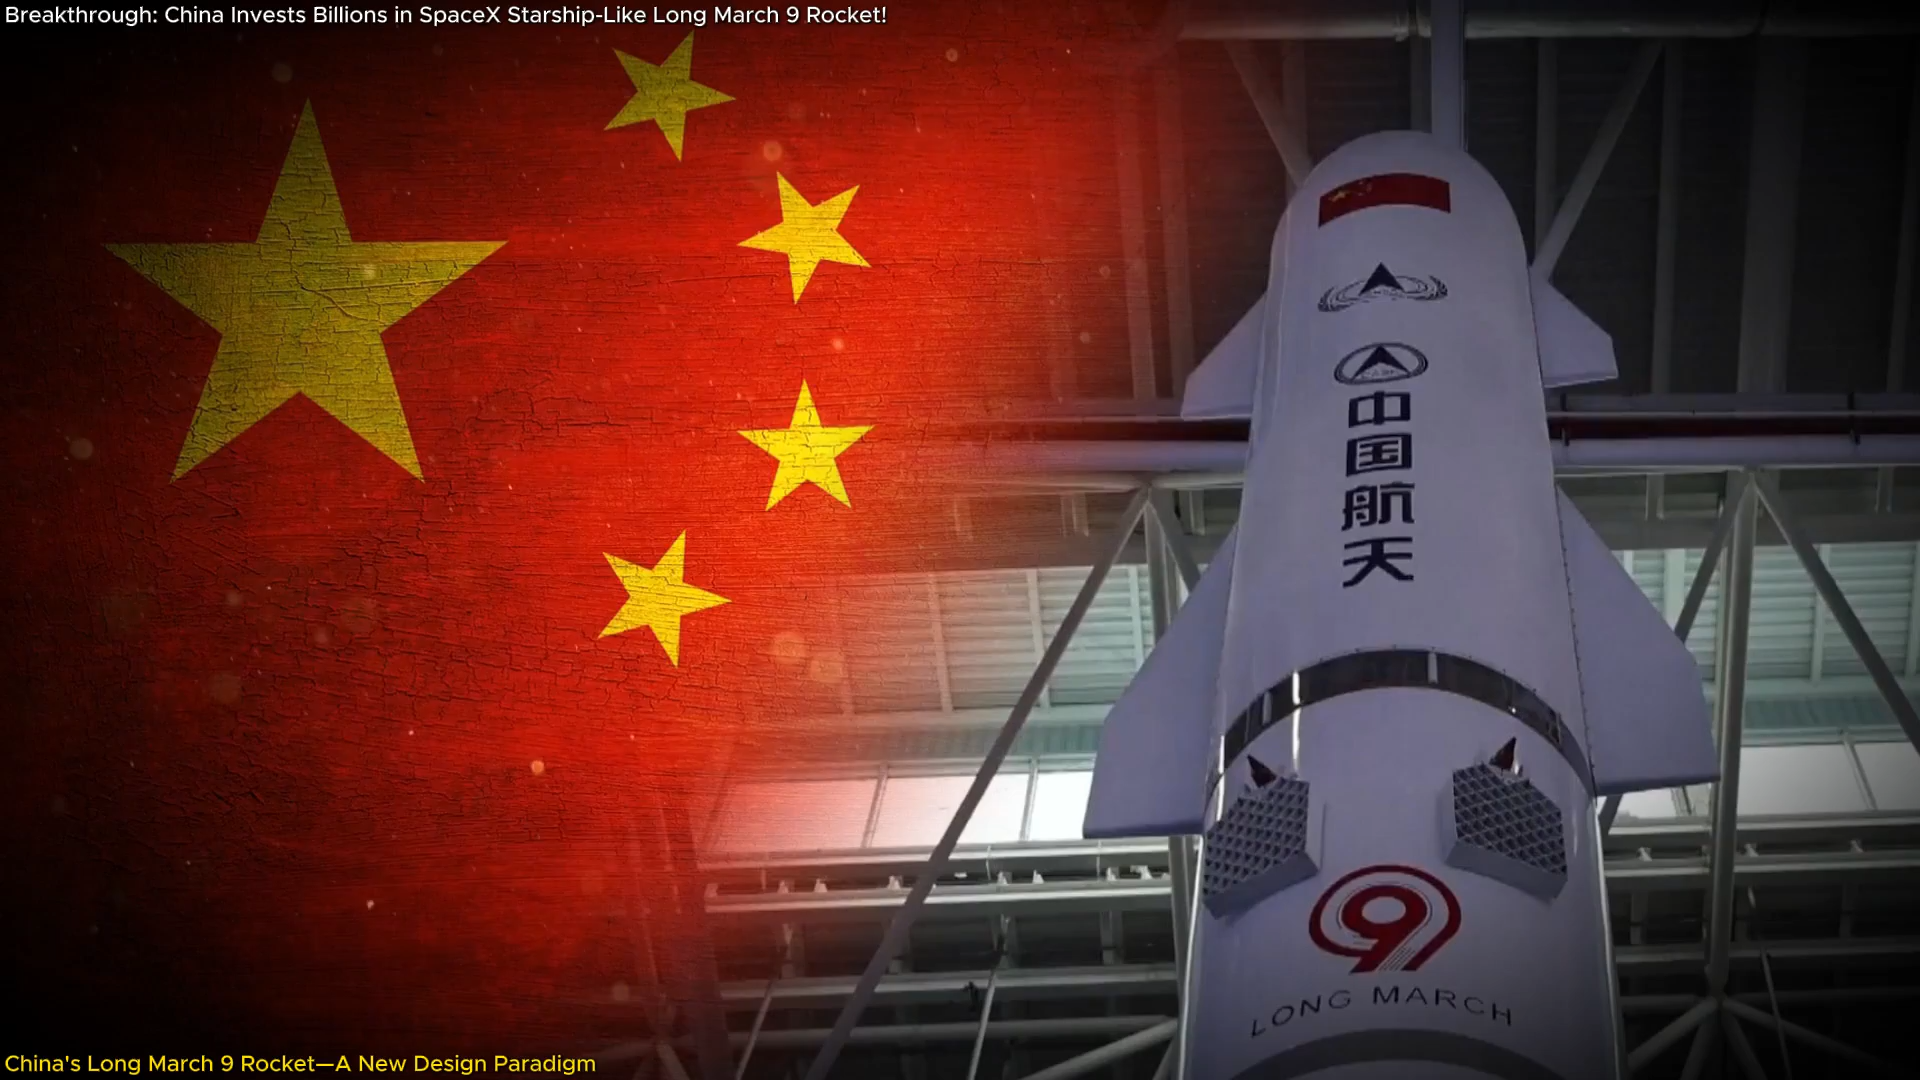 Breakthrough: China Invests Billions in SpaceX Starship-Like Long March 9 Rocket!
中
国
航
天
9
LONG MARCH
China's Long March 9 Rocket—A New Design Paradigm